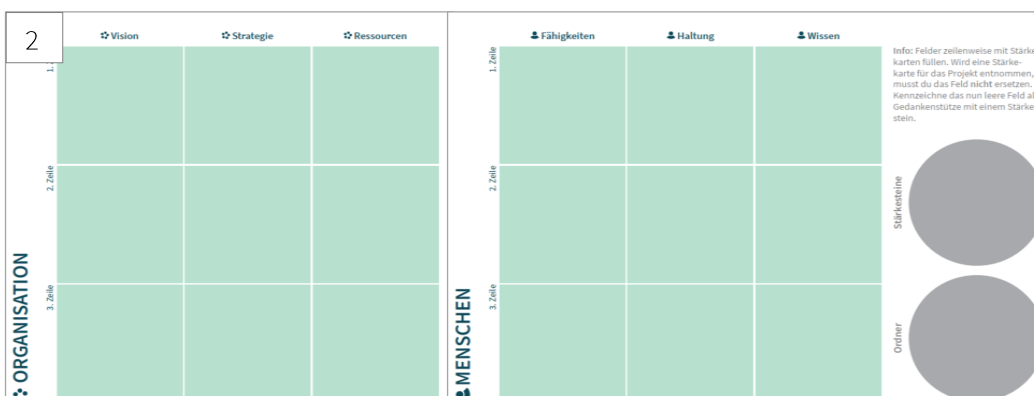 2
Vision
Strategie
Ressourcen
1. Zeile
2. Zeile
3. Zeile
ORGANISATION
Fähigkeiten
Haltung
Wissen
1. Zeile
2. Zeile
3. Zeile
MENSCHEN
Info: Felder zeilenweise mit Stärke
karten füllen. Wird eine Stärke-
karte für das Projekt entnommen,
musst du das Feld nicht ersetzen.
Kennzeichne das nun leere Feld al
Gedankenstütze mit einem Stärke
stein.
Stärkesteine
Ordner